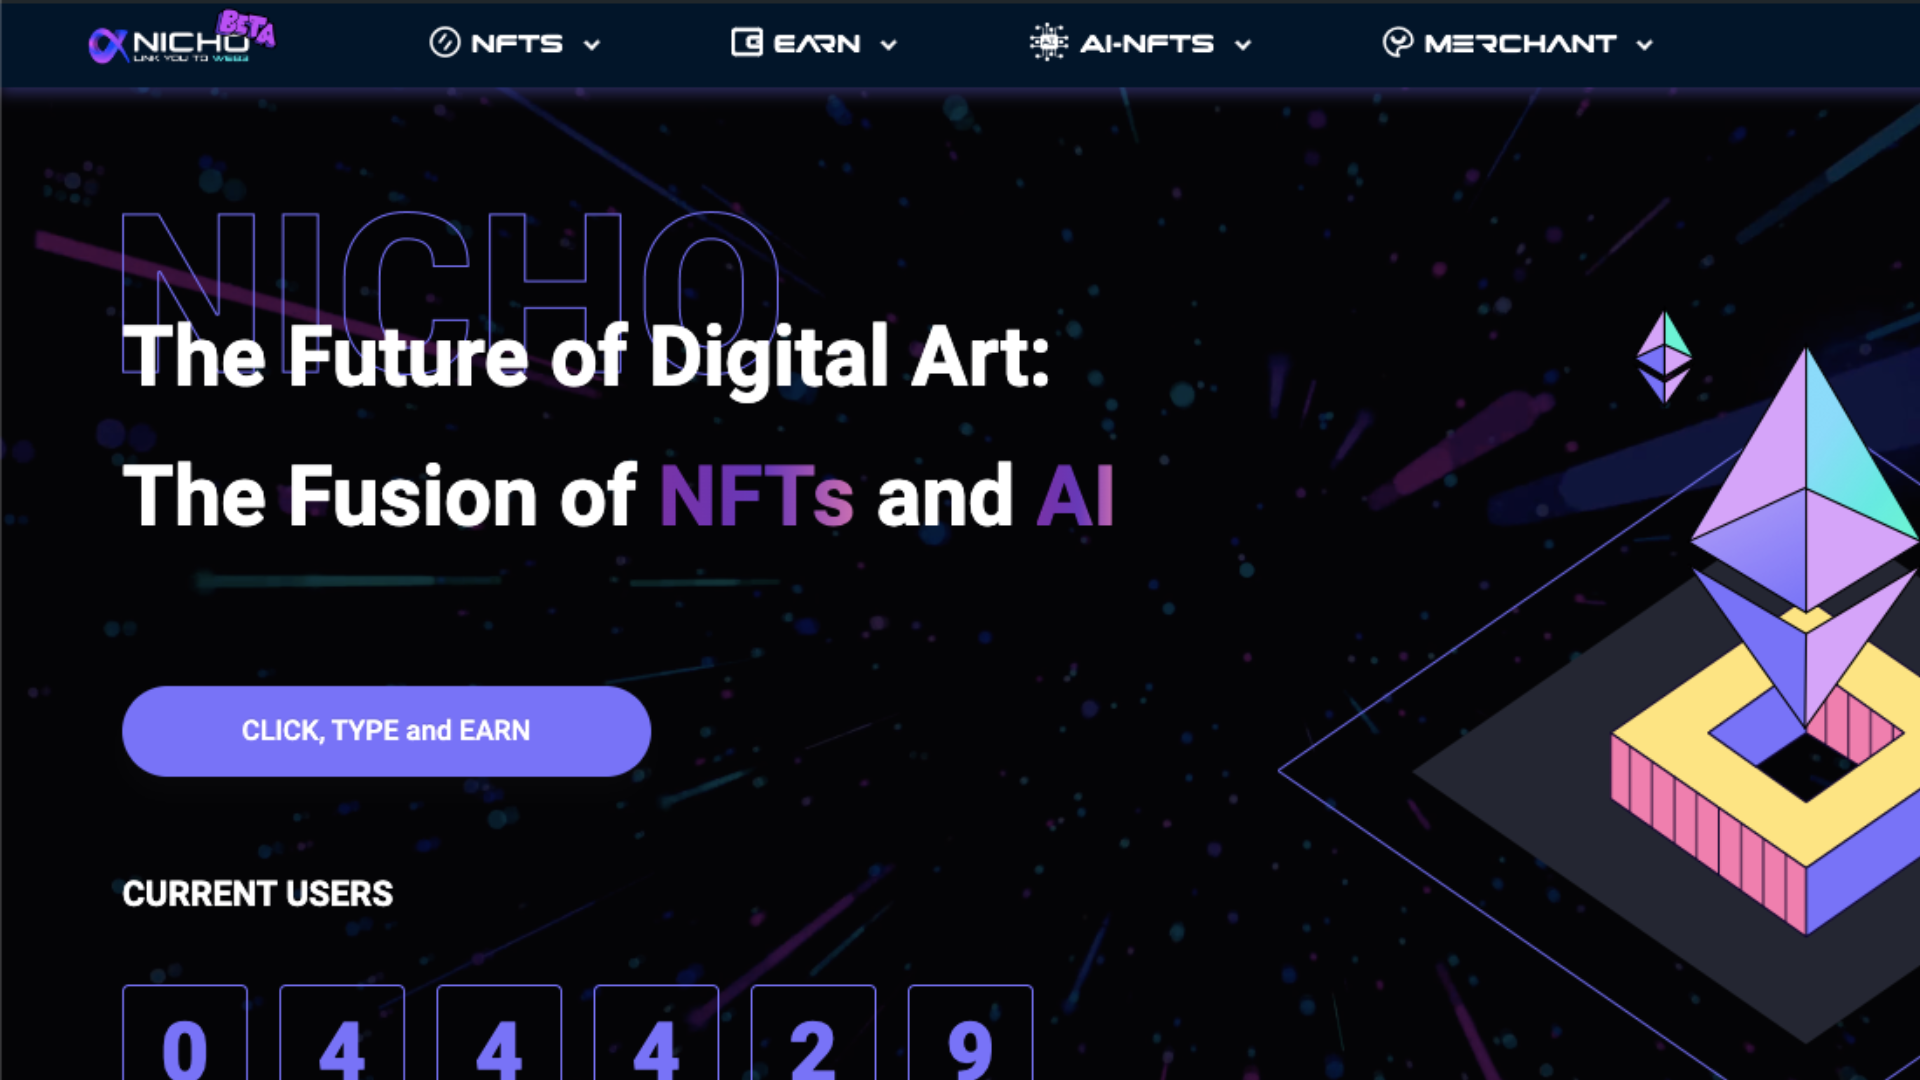 NICHO BETA
LINK YOU TO WEB3
NFTS
EARN
AI-NFTS
MERCHANT
NICHO
The Future of Digital Art:
The Fusion of NFTs and AI
CLICK, TYPE and EARN
CURRENT USERS
0 4 4 4 2 9